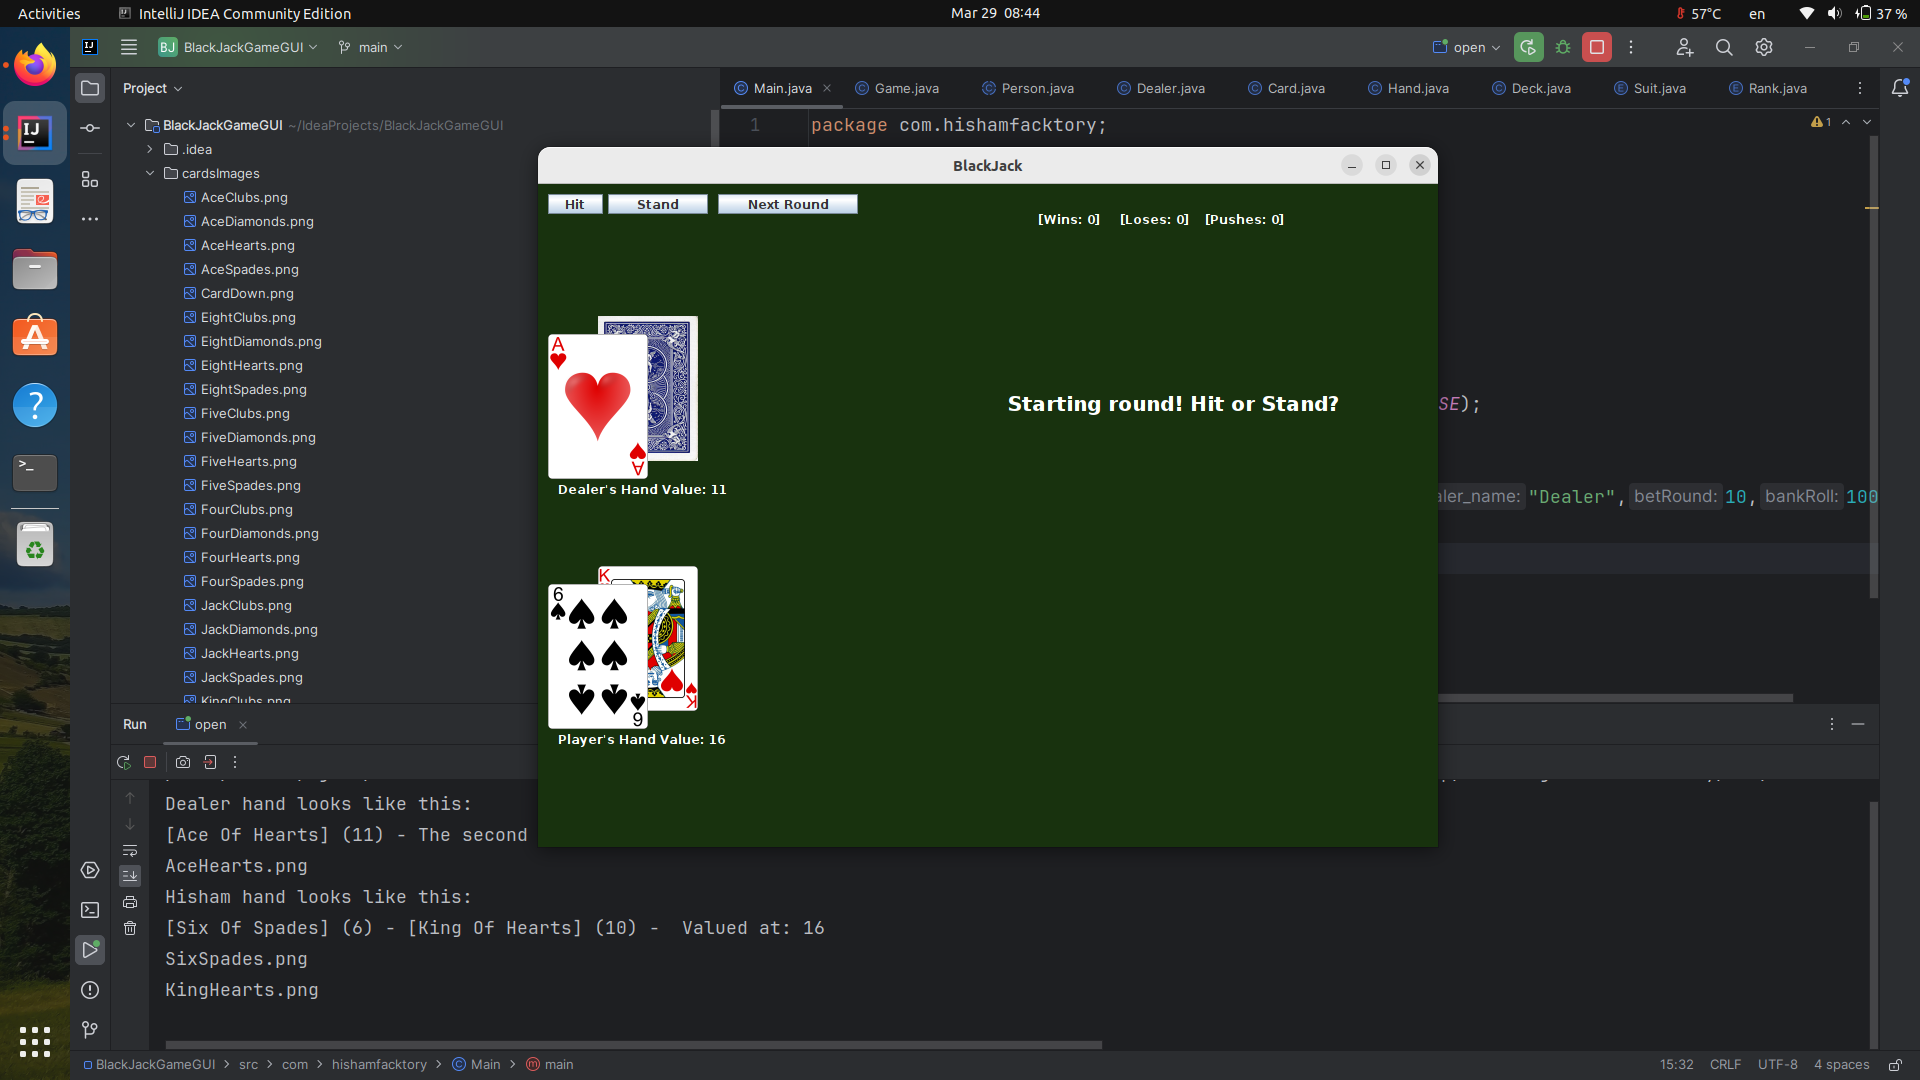 Activities
IntelliJ IDEA Community Edition
Mar 29 08:44
57°C
en
37 %
BJ BlackJackGameGUI
main
open
Project
Main.java
Game.java
Person.java
Dealer.java
Card.java
Hand.java
Deck.java
Suit.java
Rank.java
BlackJackGameGUI ~/IdeaProjects/BlackJackGameGUI
.idea
cardsImages
AceClubs.png
AceDiamonds.png
AceHearts.png
AceSpades.png
CardDown.png
EightClubs.png
EightDiamonds.png
EightHearts.png
EightSpades.png
FiveClubs.png
FiveDiamonds.png
FiveHearts.png
FiveSpades.png
FourClubs.png
FourDiamonds.png
FourHearts.png
FourSpades.png
JackClubs.png
JackDiamonds.png
JackHearts.png
JackSpades.png
KingClubs.png
1 package com.hishamfacktory;
1
SE);
aler_name: "Dealer", betRound: 10, bankRoll: 100
BlackJack
Hit
Stand
Next Round
[Wins: 0] [Loses: 0] [Pushes: 0]
A
A
Dealer's Hand Value: 11
Starting round! Hit or Stand?
K
6
6
K
Player's Hand Value: 16
Run
open
Dealer hand looks like this:
[Ace Of Hearts] (11) - The second
AceHearts.png
Hisham hand looks like this:
[Six Of Spades] (6) - [King Of Hearts] (10) -  Valued at: 16
SixSpades.png
KingHearts.png
BlackJackGameGUI > src > com > hishamfacktory > Main > main
15:32
CRLF
UTF-8
4 spaces